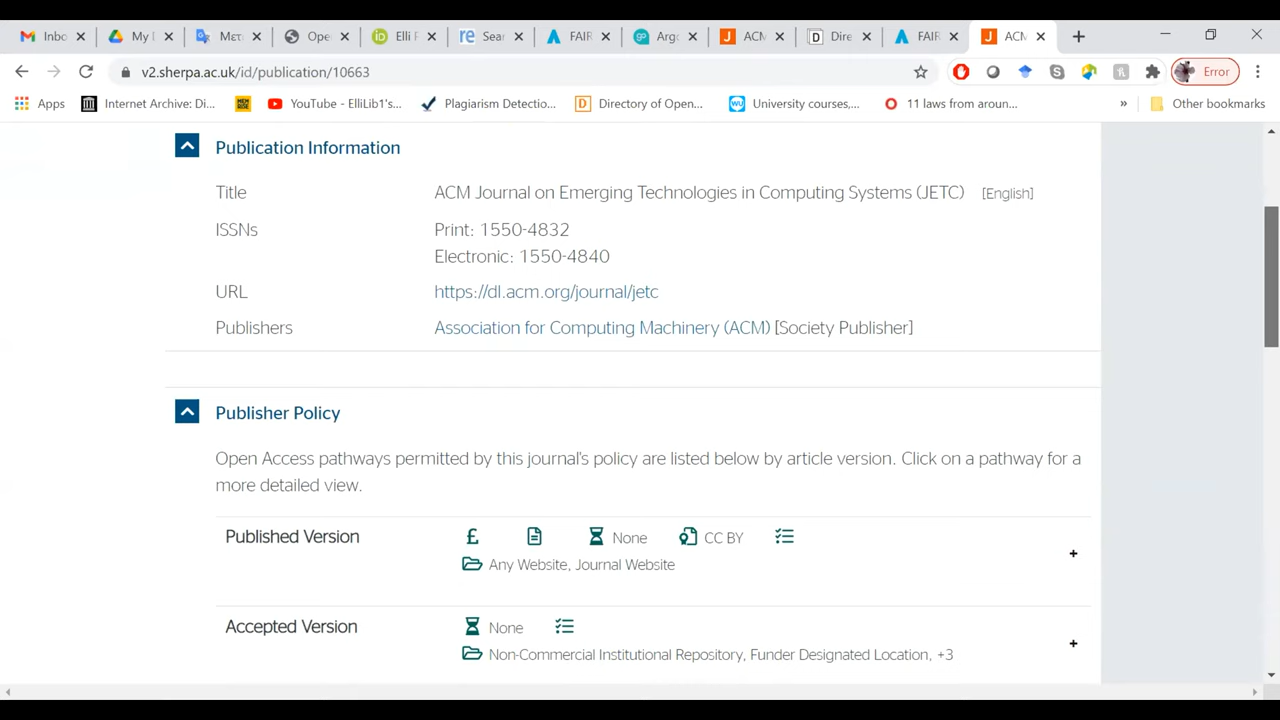 Inbo
My D
Μετ
Ope
Elli P
Sear
FAIR
Argo
ACM
Dire
FAIR
ACM
v2.sherpa.ac.uk/id/publication/10663
Error
Apps
Internet Archive: Di...
YouTube - ElliLib1's...
Plagiarism Detectio...
Directory of Open...
University courses,...
11 laws from aroun...
»
Other bookmarks
Publication Information
Title ACM Journal on Emerging Technologies in Computing Systems (JETC) [English]
ISSNs Print: 1550-4832
Electronic: 1550-4840
URL https://dl.acm.org/journal/jetc
Publishers Association for Computing Machinery (ACM) [Society Publisher]
Publisher Policy
Open Access pathways permitted by this journal's policy are listed below by article version. Click on a pathway for a
more detailed view.
Published Version £ None CC BY
Any Website, Journal Website +
Accepted Version None
Non-Commercial Institutional Repository, Funder Designated Location, +3 +